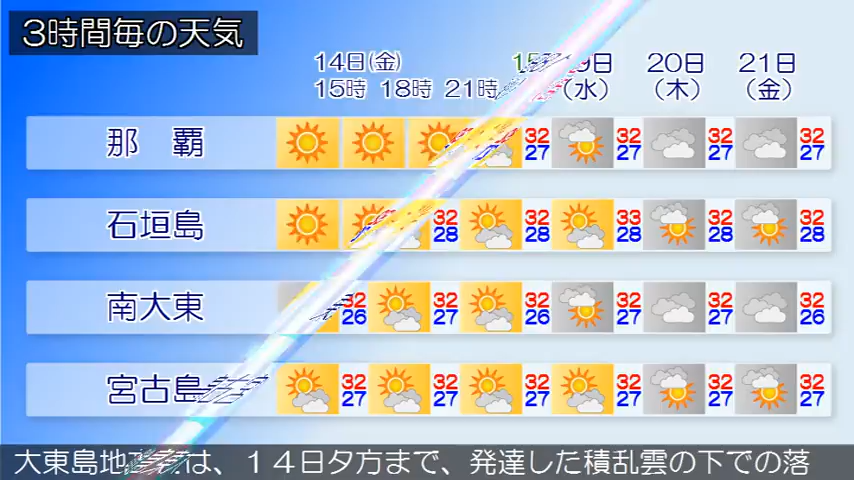 3時間毎の天気
14日(金)
15時 18時 21時
日 20日 21日
(水) (木) (金)
那覇 32 27 32 27 32 27 32 27
石垣島 32 28 32 28 33 28 32 28 32 28
南大東 32 26 32 27 32 26 32 27 32 27 32 26
宮古島 32 27 32 27 32 27 32 27 32 27 32 27
大東島地 は、14日夕方まで、発達した積乱雲の下での落